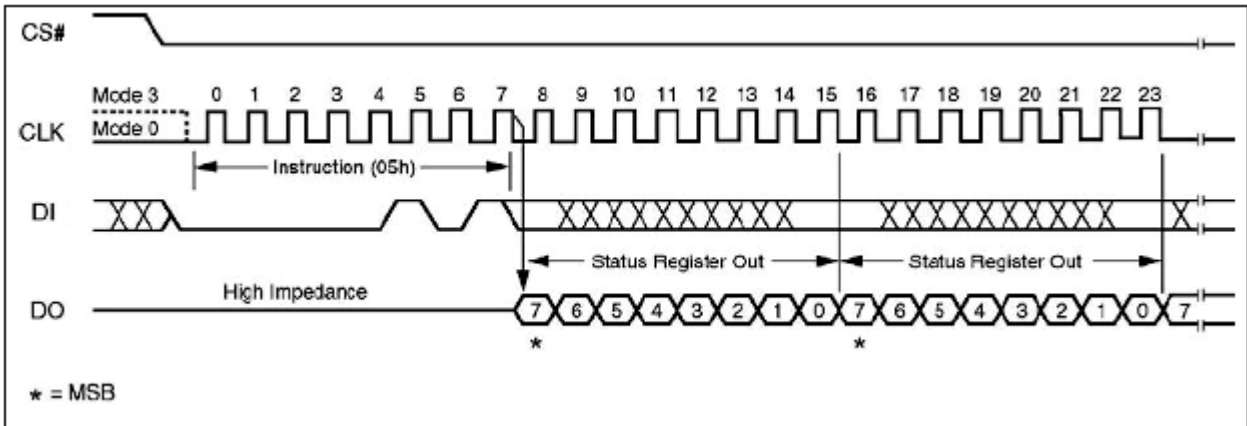 CS#
Mode 3
0 1 2 3 4 5 6 7 8 9 10 11 12 13 14 15 16 17 18 19 20 21 22 23
CLK
Mode 0
Instruction (05h)
DI
Status Register Out
Status Register Out
High Impedance
DO
7 6 5 4 3 2 1 0 7 6 5 4 3 2 1 0 7
* *
* = MSB